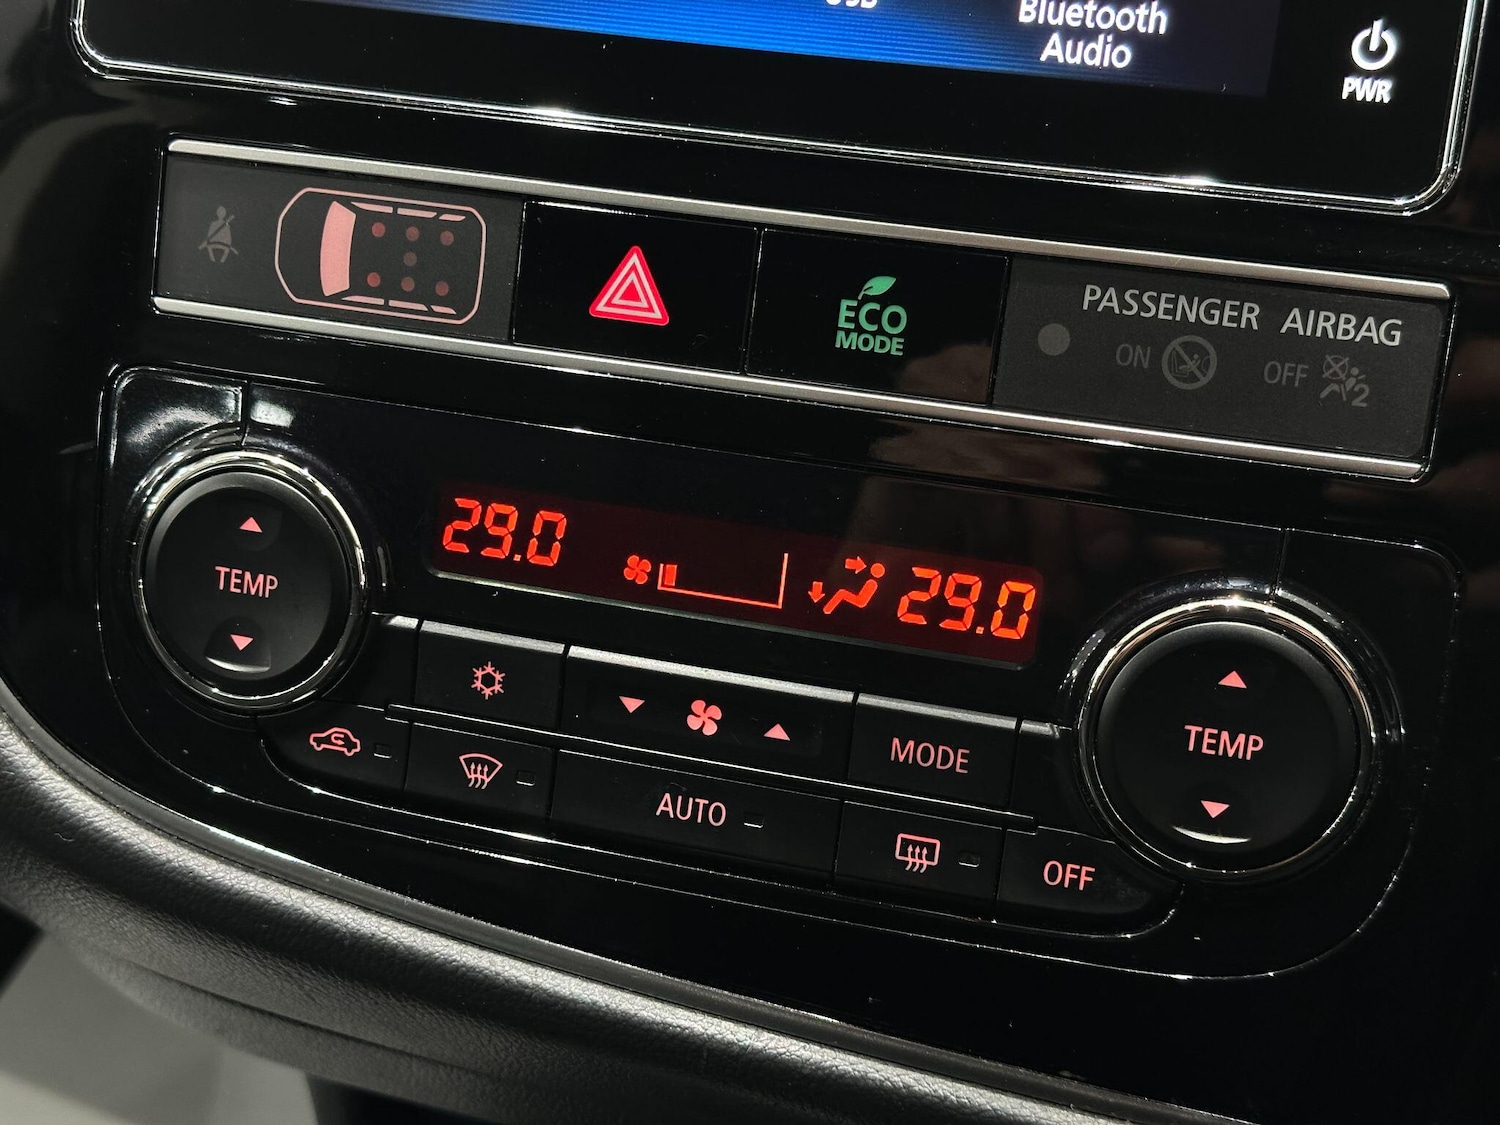 USB
Bluetooth
Audio
PWR
ECO
MODE
PASSENGER AIRBAG
ON OFF 2
29.0 29.0
TEMP
TEMP
MODE
AUTO
OFF